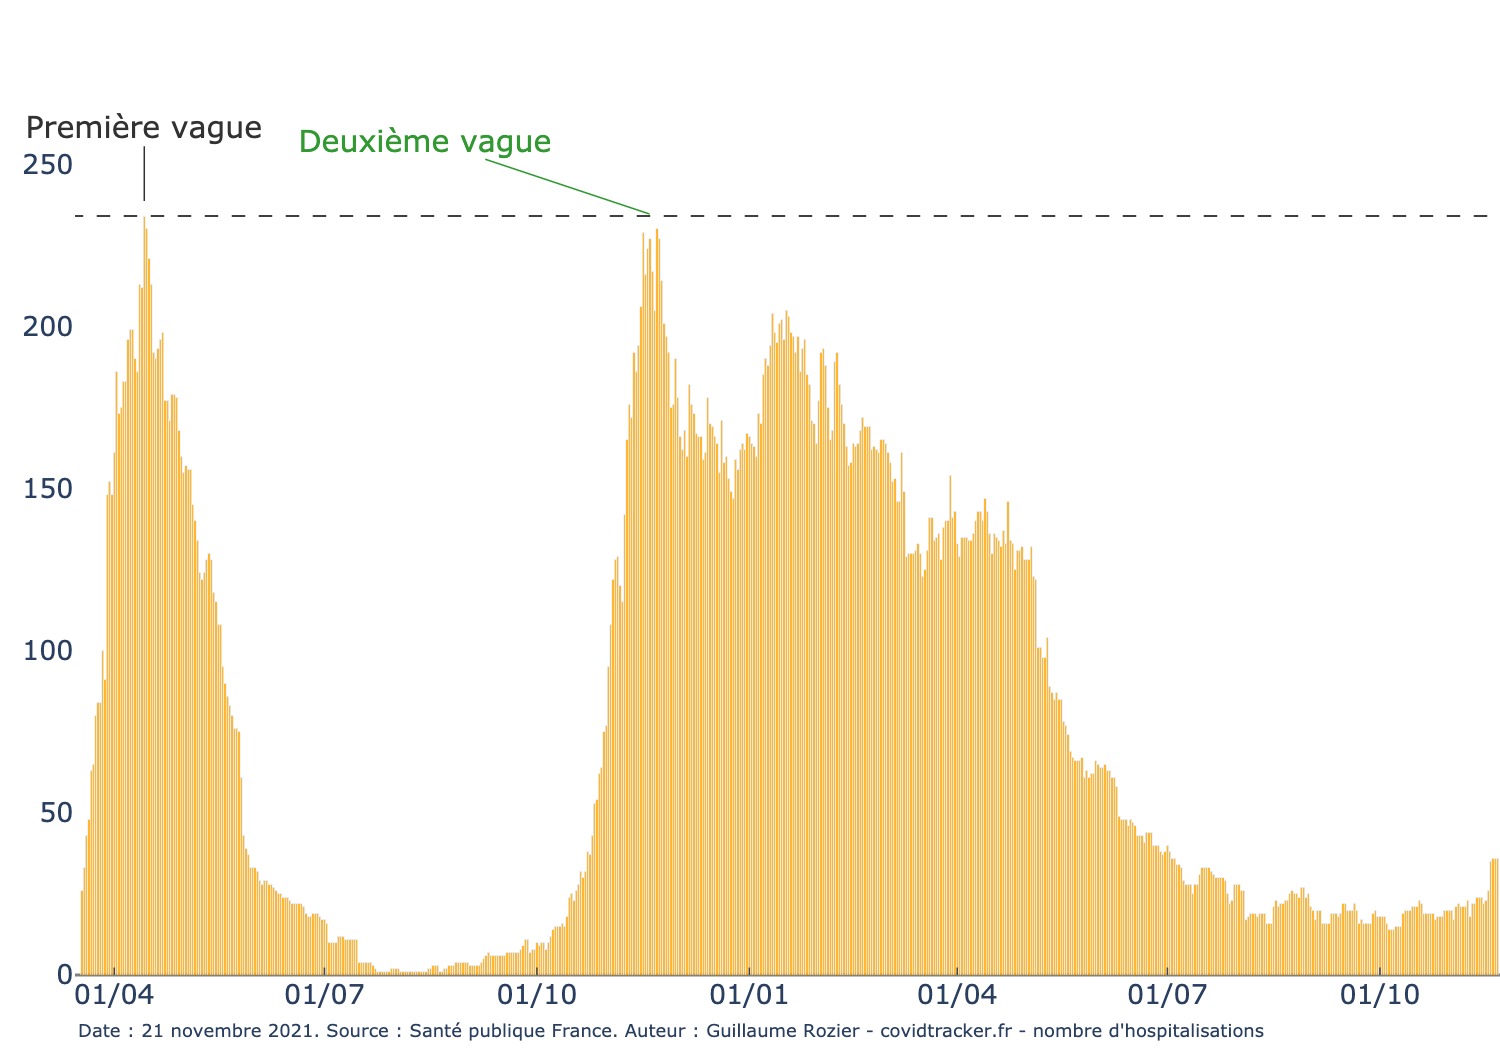 Première vague
Deuxième vague
250
200
150
100
50
0
01/04 01/07 01/10 01/01 01/04 01/07 01/10
Date : 21 novembre 2021. Source : Santé publique France. Auteur : Guillaume Rozier - covidtracker.fr - nombre d'hospitalisations